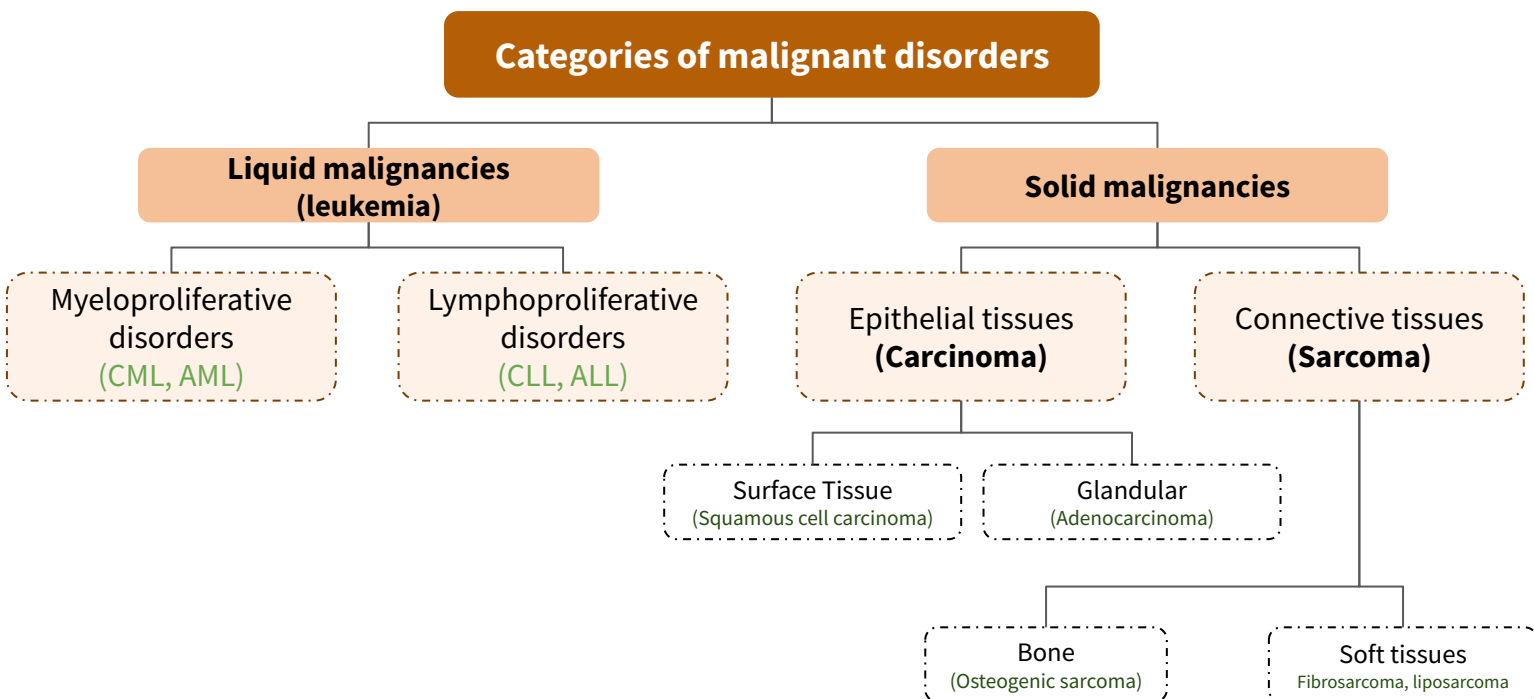 Categories of malignant disorders
Liquid malignancies
(leukemia)
Solid malignancies
Myeloproliferative
disorders
(CML, AML)
Lymphoproliferative
disorders
(CLL, ALL)
Epithelial tissues
(Carcinoma)
Connective tissues
(Sarcoma)
Surface Tissue
(Squamous cell carcinoma)
Glandular
(Adenocarcinoma)
Bone
(Osteogenic sarcoma)
Soft tissues
Fibrosarcoma, liposarcoma